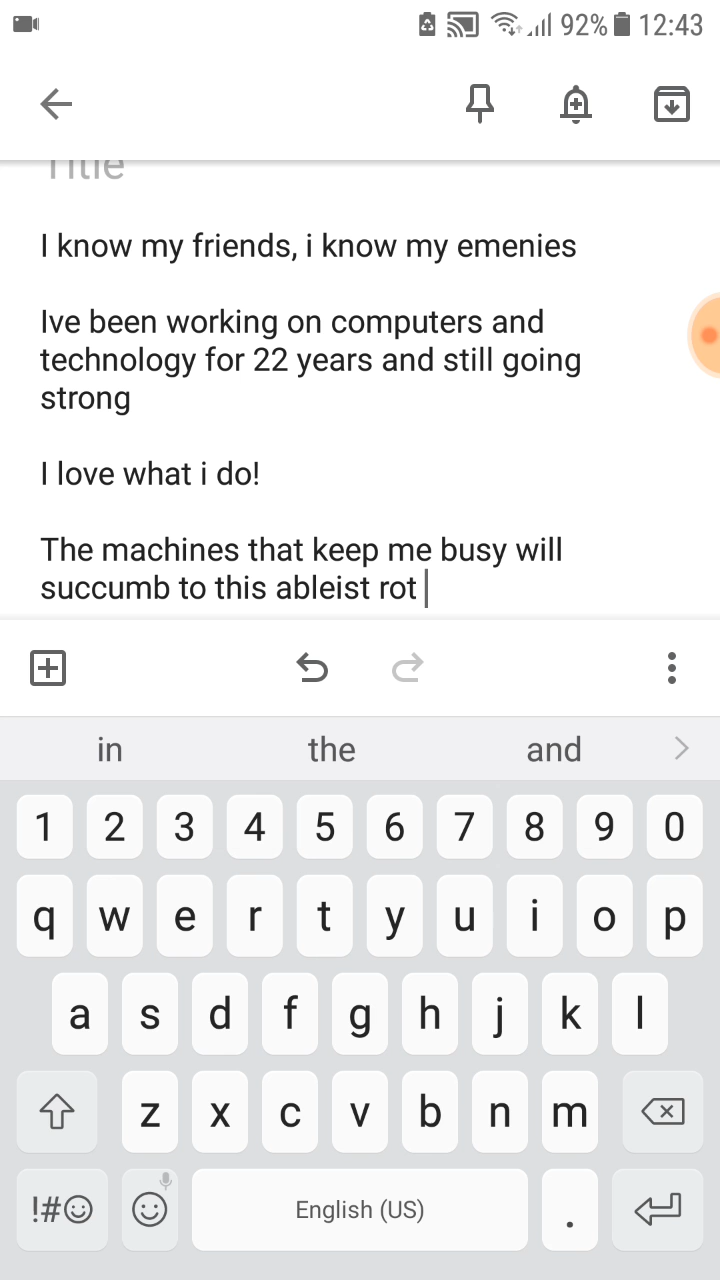 92% 12:43
Title
I know my friends, i know my emenies
Ive been working on computers and
technology for 22 years and still going
strong
I love what i do!
The machines that keep me busy will
succumb to this ableist rot
in the and
1 2 3 4 5 6 7 8 9 0
q w e r t y u i o p
a s d f g h j k l
z x c v b n m
!#☺ English (US) .